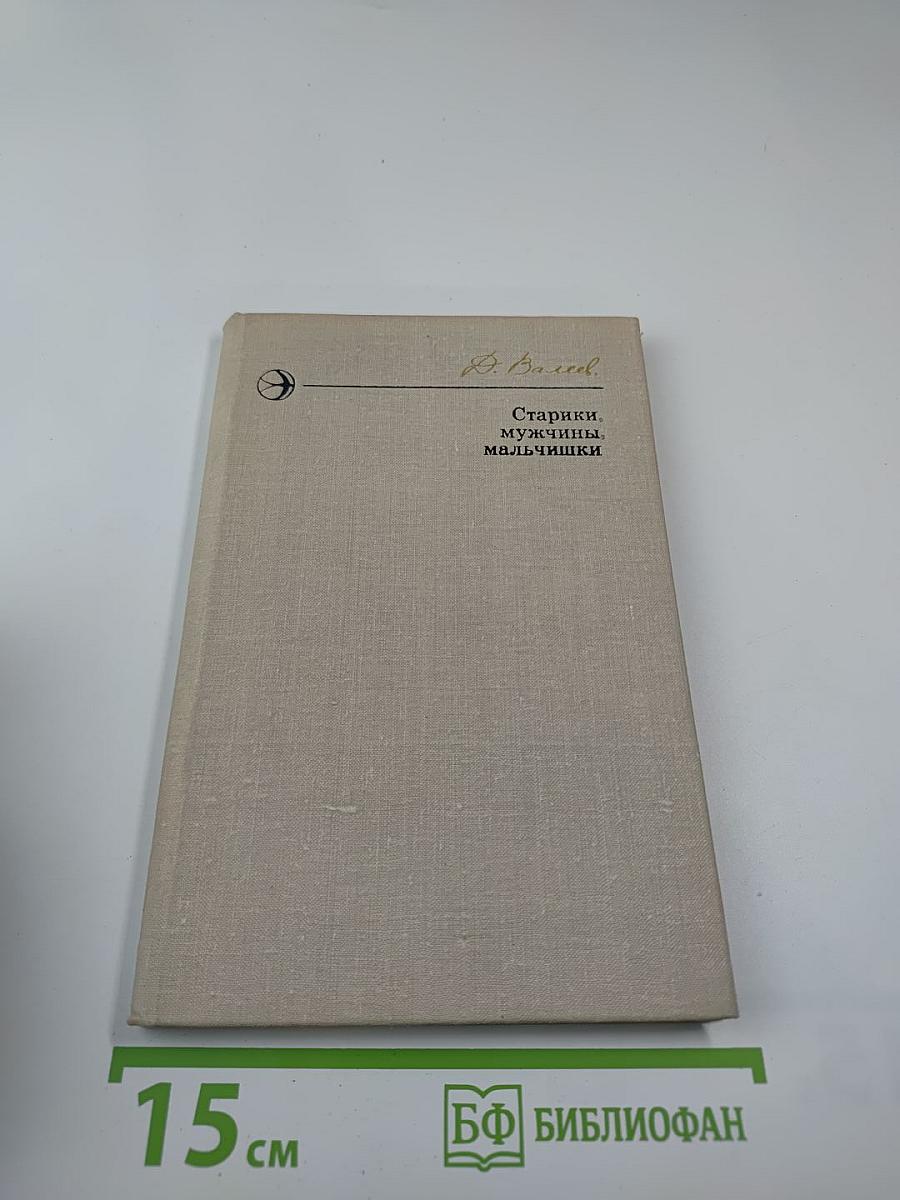 Д. Валеев.
Старики,
мужчины,
мальчишки
15 см
БФ БИБЛИОФАН